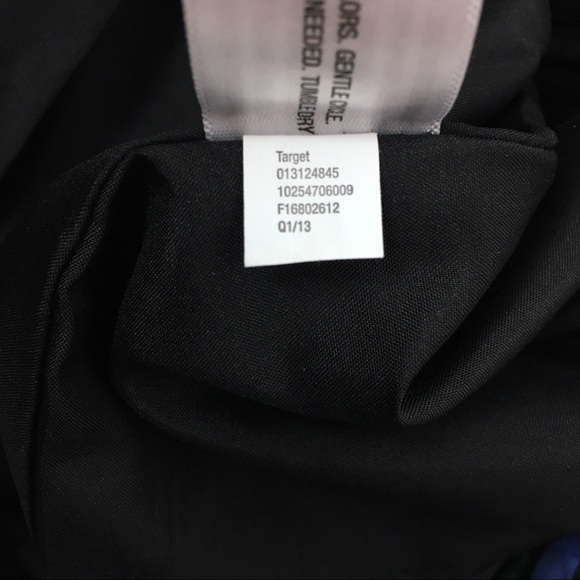 ORS. GENTLE CYCLE.
NEEDED. TUMBLE DRY
Target
013124845
10254706009
F16802612
Q1/13